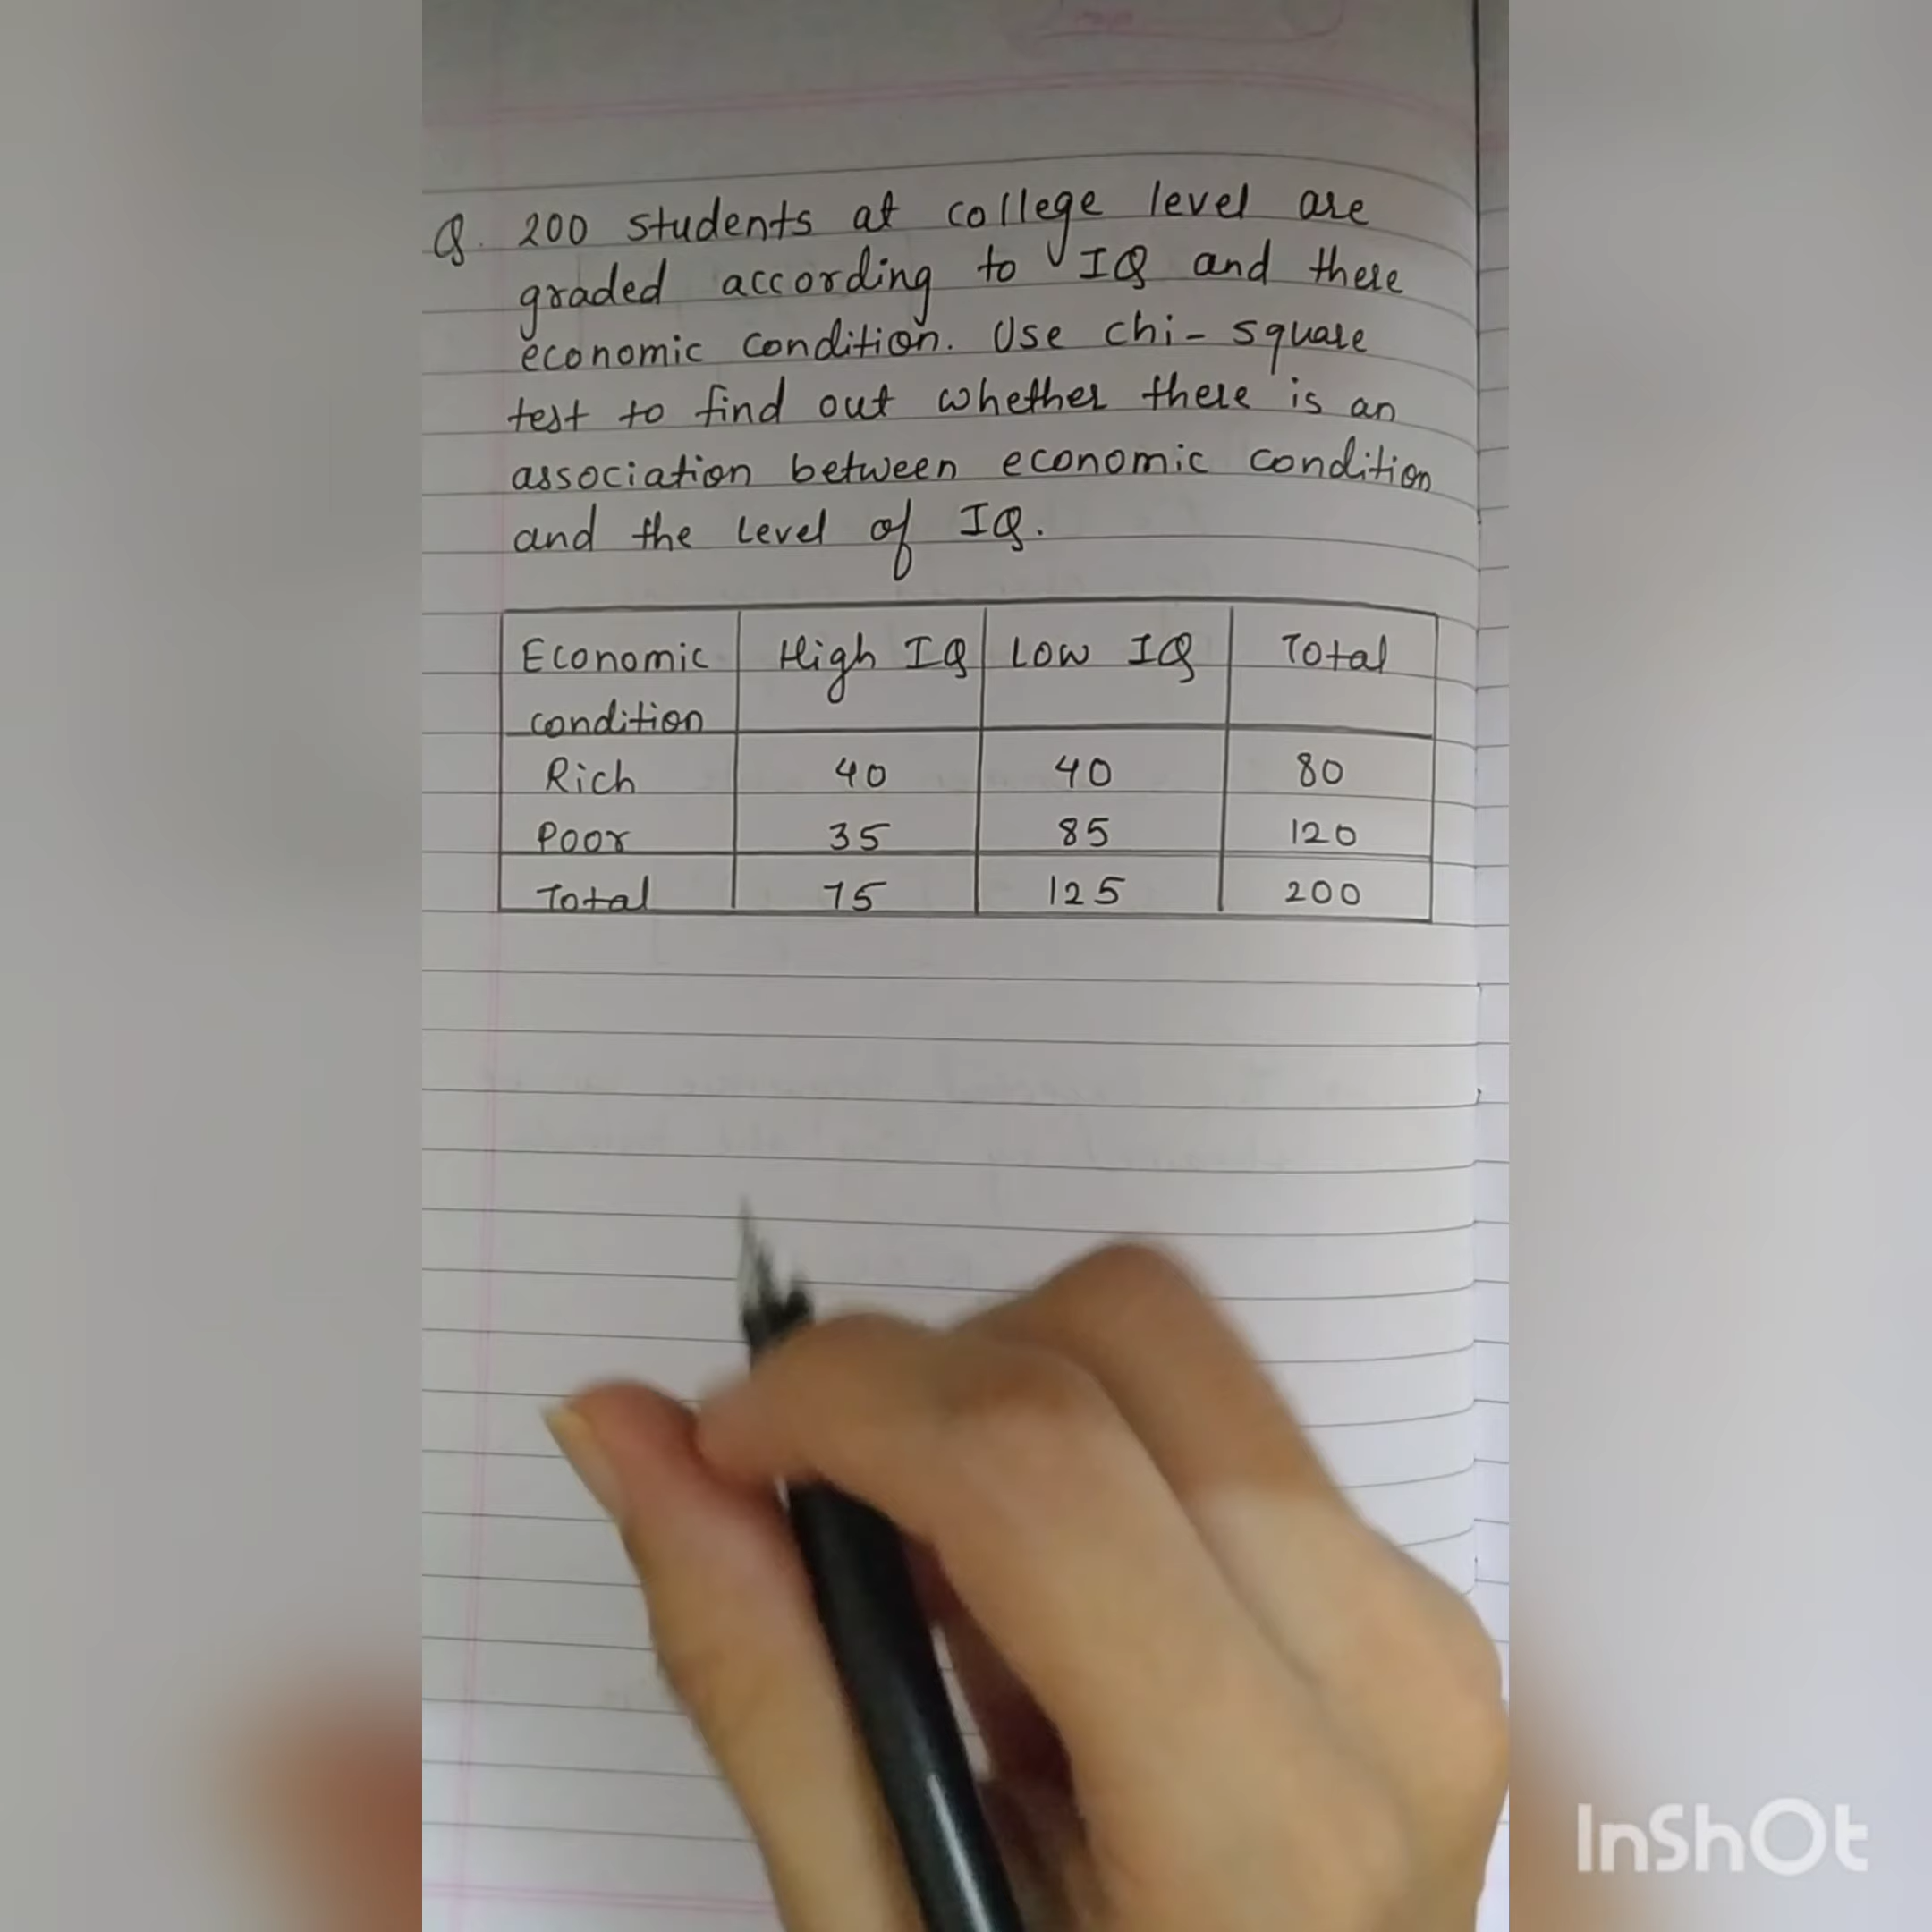 Q. 200 students at college level are
graded according to IQ and there
economic condition. Use chi-square
test to find out whether there is an
association between economic condition
and the level of IQ.
Economic condition High IQ Low IQ Total
Rich 40 40 80
Poor 35 85 120
Total 75 125 200
InShOt